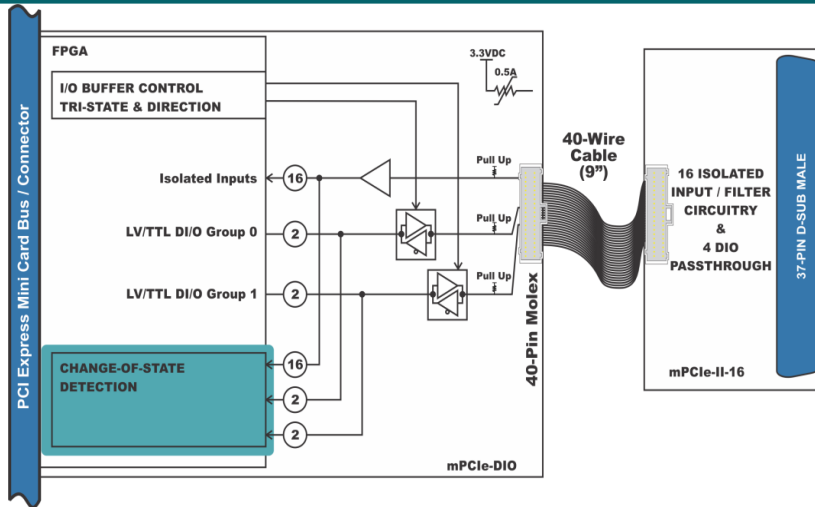 PCI Express Mini Card Bus / Connector
FPGA
I/O BUFFER CONTROL
TRI-STATE & DIRECTION
3.3VDC
0.5A
Isolated Inputs
16
Pull Up
LV/TTL DI/O Group 0
2
Pull Up
LV/TTL DI/O Group 1
2
Pull Up
CHANGE-OF-STATE
DETECTION
16
2
2
mPCIe-DIO
40-Pin Molex
40-Wire
Cable
(9”)
16 ISOLATED
INPUT / FILTER
CIRCUITRY
&
4 DIO
PASSTHROUGH
mPCIe-II-16
37-PIN D-SUB MALE